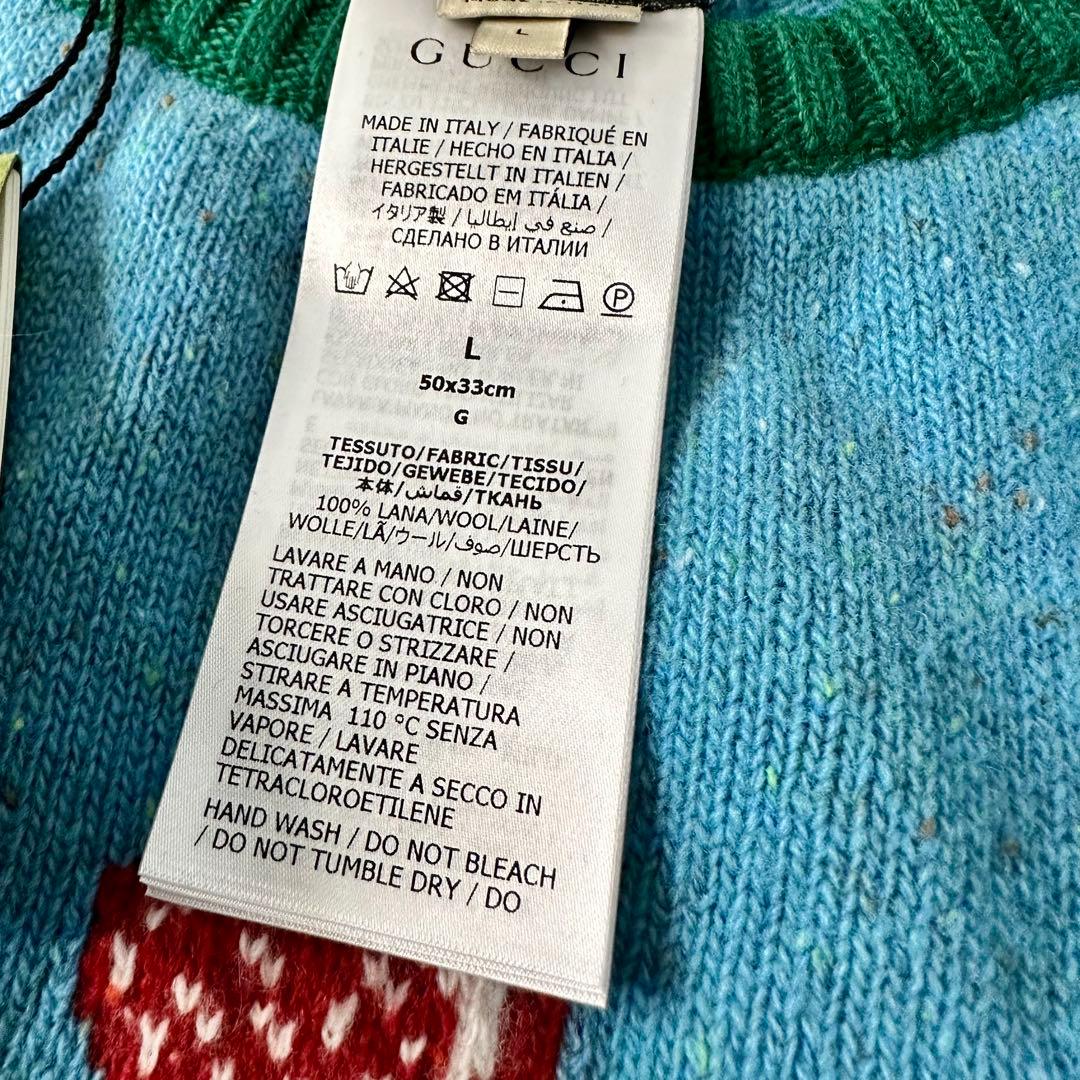 L
GUCCI
MADE IN ITALY / FABRIQUÉ EN
ITALIE / HECHO EN ITALIA /
HERGESTELLT IN ITALIEN /
FABRICADO EM ITÁLIA /
イタリア製 / صنع في إيطاليا /
СДЕЛАНО В ИТАЛИИ
P
L
50x33cm
G
TESSUTO/FABRIC/TISSU/
TEJIDO/GEWEBE/TECIDO/
本体/قماش/ТКАНЬ
100% LANA/WOOL/LAINE/
WOLLE/LÃ/ウール/صوف/ШЕРСТЬ
LAVARE A MANO / NON
TRATTARE CON CLORO / NON
USARE ASCIUGATRICE / NON
TORCERE O STRIZZARE /
ASCIUGARE IN PIANO /
STIRARE A TEMPERATURA
MASSIMA 110 °C SENZA
VAPORE / LAVARE
DELICATAMENTE A SECCO IN
TETRACLOROETILENE
HAND WASH / DO NOT BLEACH
/ DO NOT TUMBLE DRY / DO